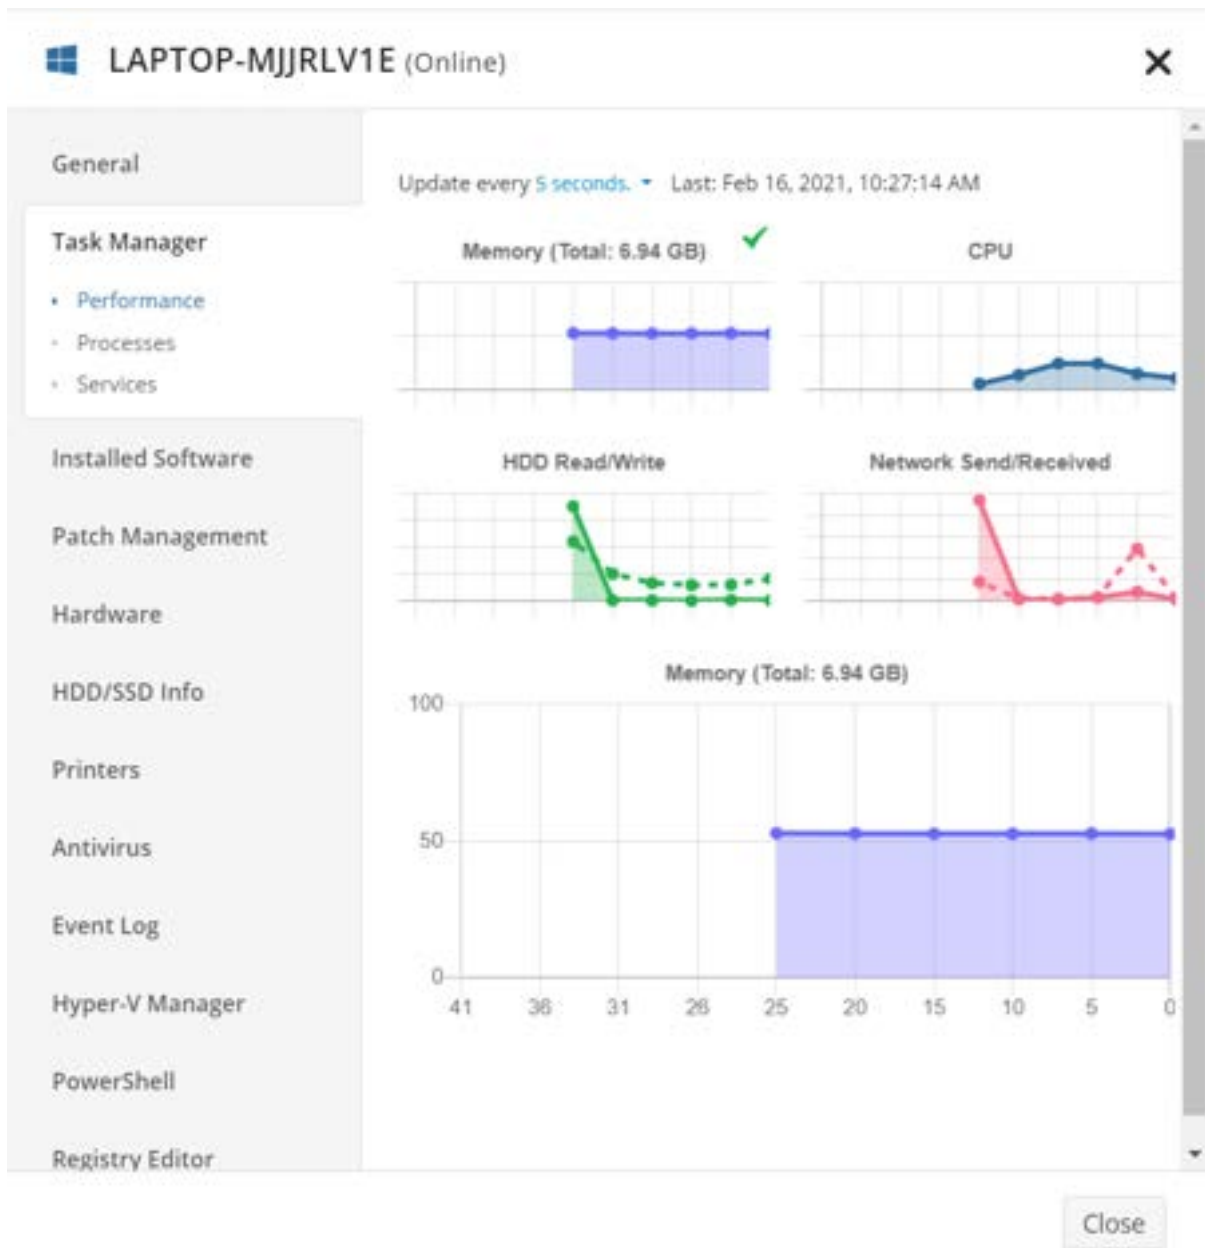 LAPTOP-MJJRLV1E (Online)
General
Task Manager
Performance
Processes
Services
Installed Software
Patch Management
Hardware
HDD/SSD Info
Printers
Antivirus
Event Log
Hyper-V Manager
PowerShell
Registry Editor
Update every 5 seconds. Last: Feb 16, 2021, 10:27:14 AM
Memory (Total: 6.94 GB)
CPU
HDD Read/Write
Network Send/Received
Memory (Total: 6.94 GB)
100
50
0
41 36 31 26 25 20 15 10 5 0
Close